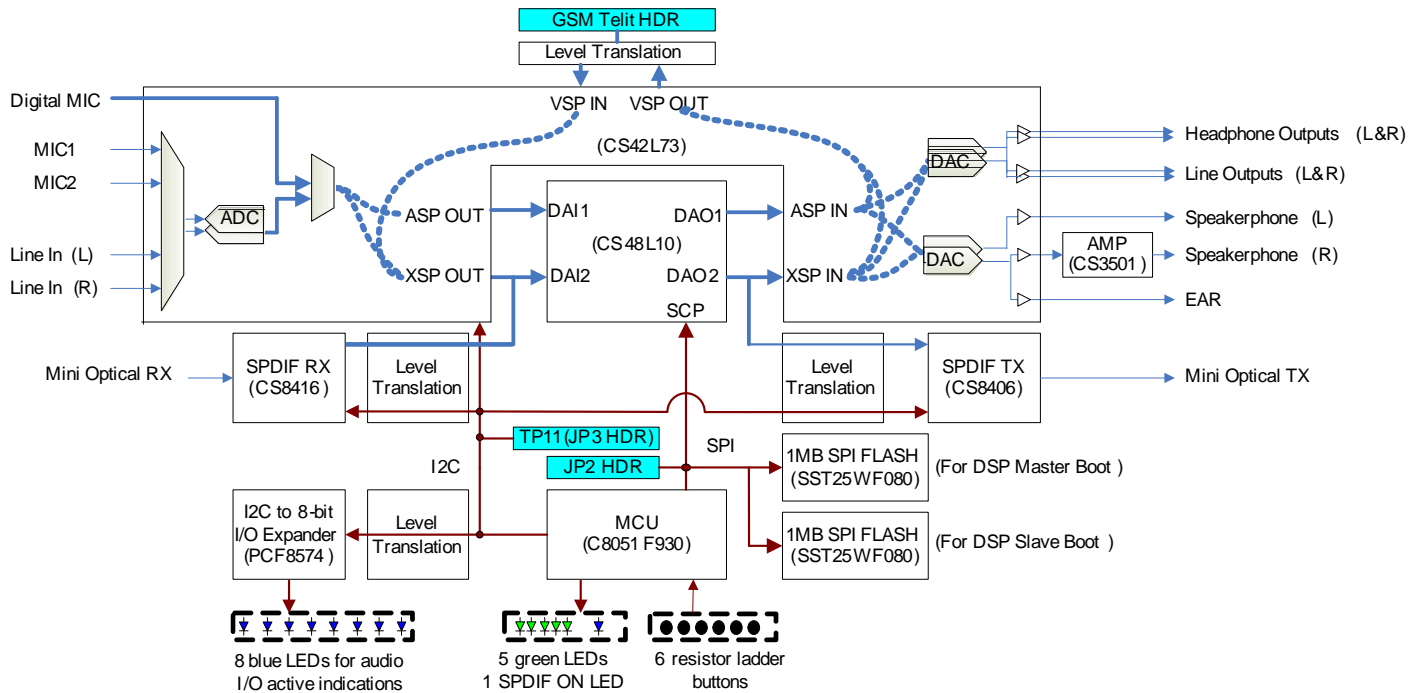 GSM Telit HDR
Level Translation
VSP IN
VSP OUT
(CS42L73)
Digital MIC
MIC1
MIC2
Line In (L)
Line In (R)
ADC
ASP OUT
XSP OUT
DAI1
DAI2
DAO1
(CS48L10)
DAO2
SCP
ASP IN
XSP IN
DAC
DAC
Headphone Outputs (L&R)
Line Outputs (L&R)
Speakerphone (L)
AMP
(CS3501)
Speakerphone (R)
EAR
Mini Optical RX
SPDIF RX
(CS8416)
Level
Translation
Level
Translation
SPDIF TX
(CS8406)
Mini Optical TX
TP11(JP3 HDR)
I2C
JP2 HDR
SPI
1MB SPI FLASH
(SST25WF080)
(For DSP Master Boot)
I2C to 8-bit
I/O Expander
(PCF8574)
Level
Translation
MCU
(C8051F930)
1MB SPI FLASH
(SST25WF080)
(For DSP Slave Boot)
8 blue LEDs for audio
I/O active indications
5 green LEDs
1 SPDIF ON LED
6 resistor ladder
buttons